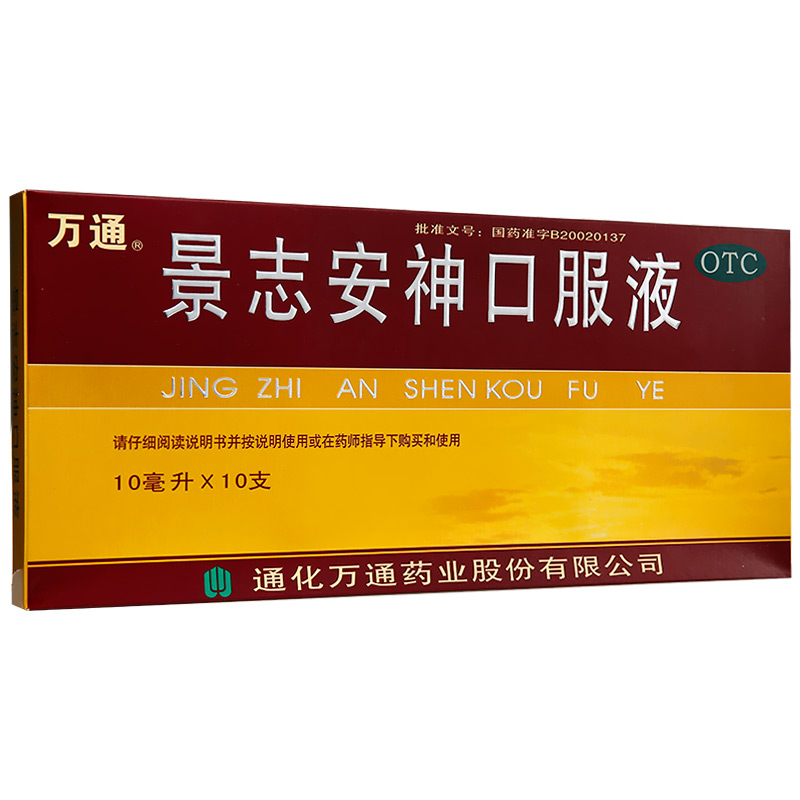 万通®
批准文号：国药准字B20020137
景志安神口服液
OTC
JING ZHI AN SHEN KOU FU YE
请仔细阅读说明书并按说明使用或在药师指导下购买和使用
10毫升×10支
通化万通药业股份有限公司